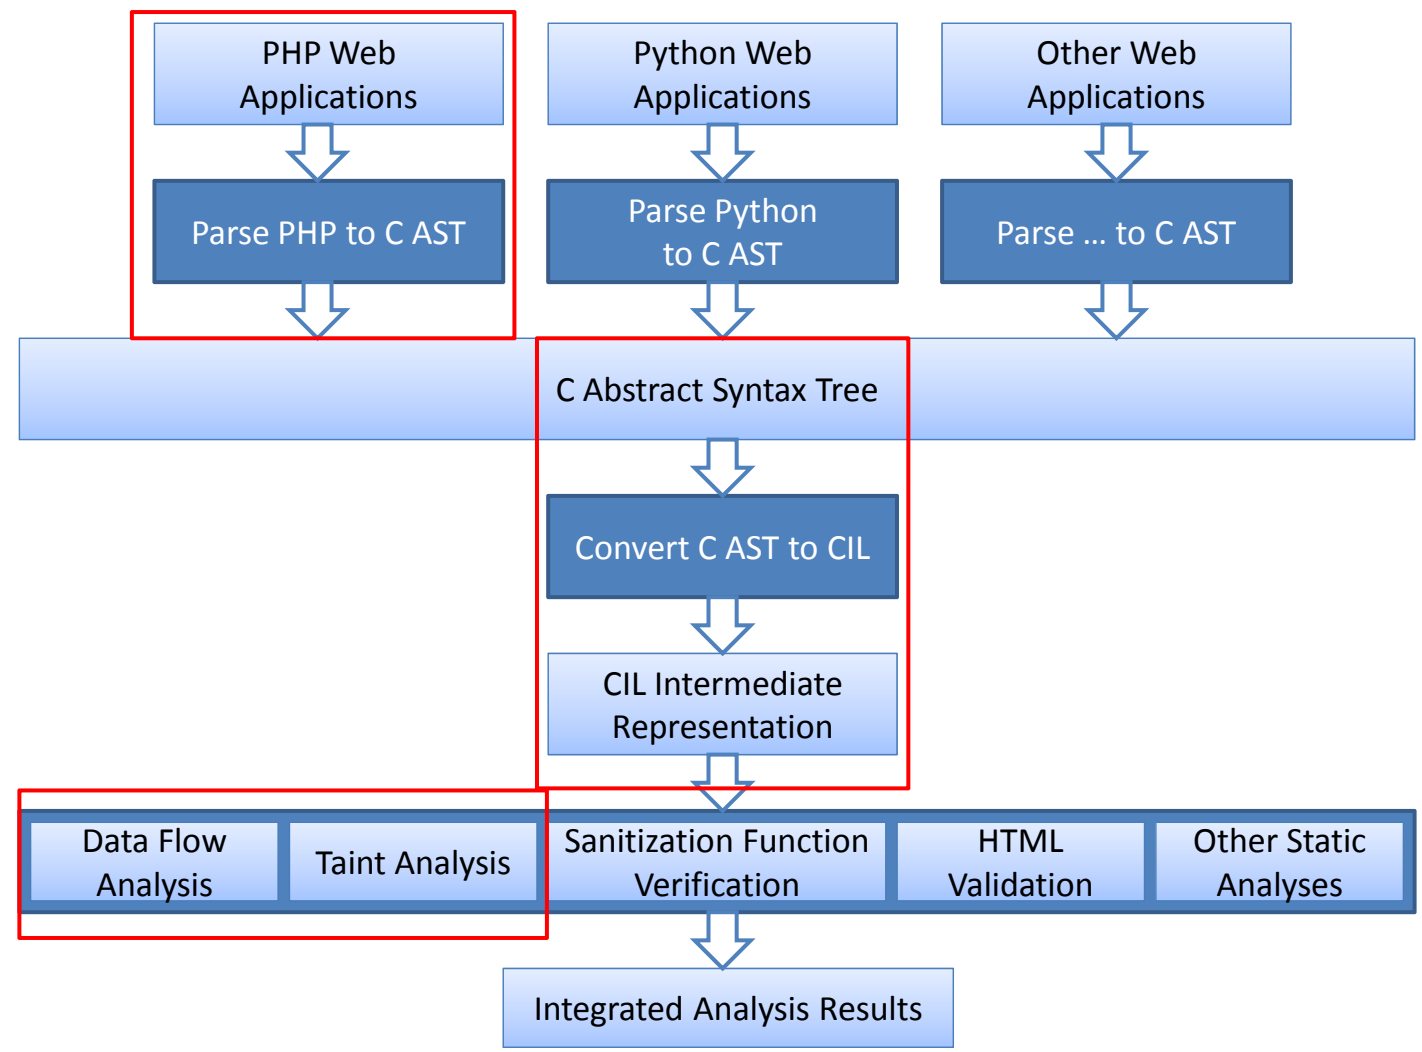 PHP Web
Applications
Python Web
Applications
Other Web
Applications
Parse PHP to C AST
Parse Python
to C AST
Parse ... to C AST
C Abstract Syntax Tree
Convert C AST to CIL
CIL Intermediate
Representation
Data Flow
Analysis
Taint Analysis
Sanitization Function
Verification
HTML
Validation
Other Static
Analyses
Integrated Analysis Results